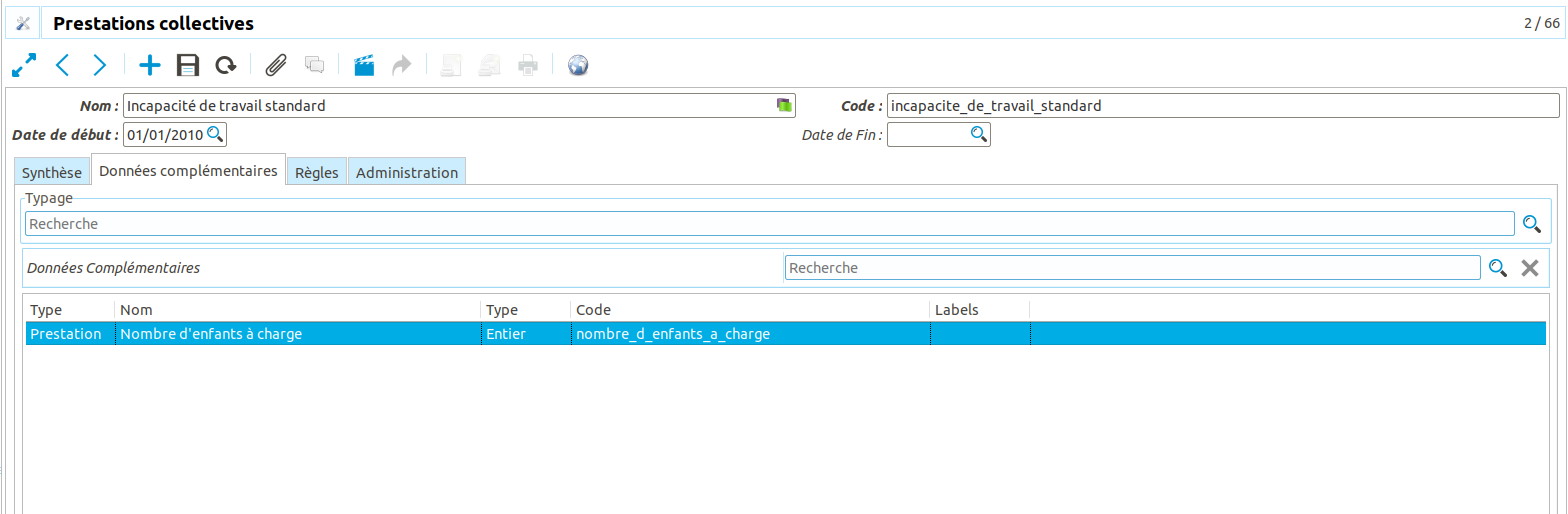 Prestations collectives 2 / 66
Nom : Incapacité de travail standard Code : incapacite_de_travail_standard
Date de début : 01/01/2010 Date de Fin :
Synthèse Données complémentaires Règles Administration
Typage
Recherche
Données Complémentaires Recherche
Type Nom Type Code Labels
Prestation Nombre d'enfants à charge Entier nombre_d_enfants_a_charge